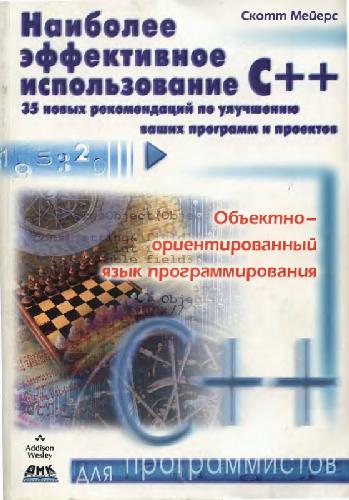 Скотт Мейерс
Наиболее
эффективное
использование C++
35 новых рекомендаций по улучшению
ваших программ и проектов
Объектно-
ориентированный
язык программирования
C++
Addison
Wesley
ДМК
для программистов